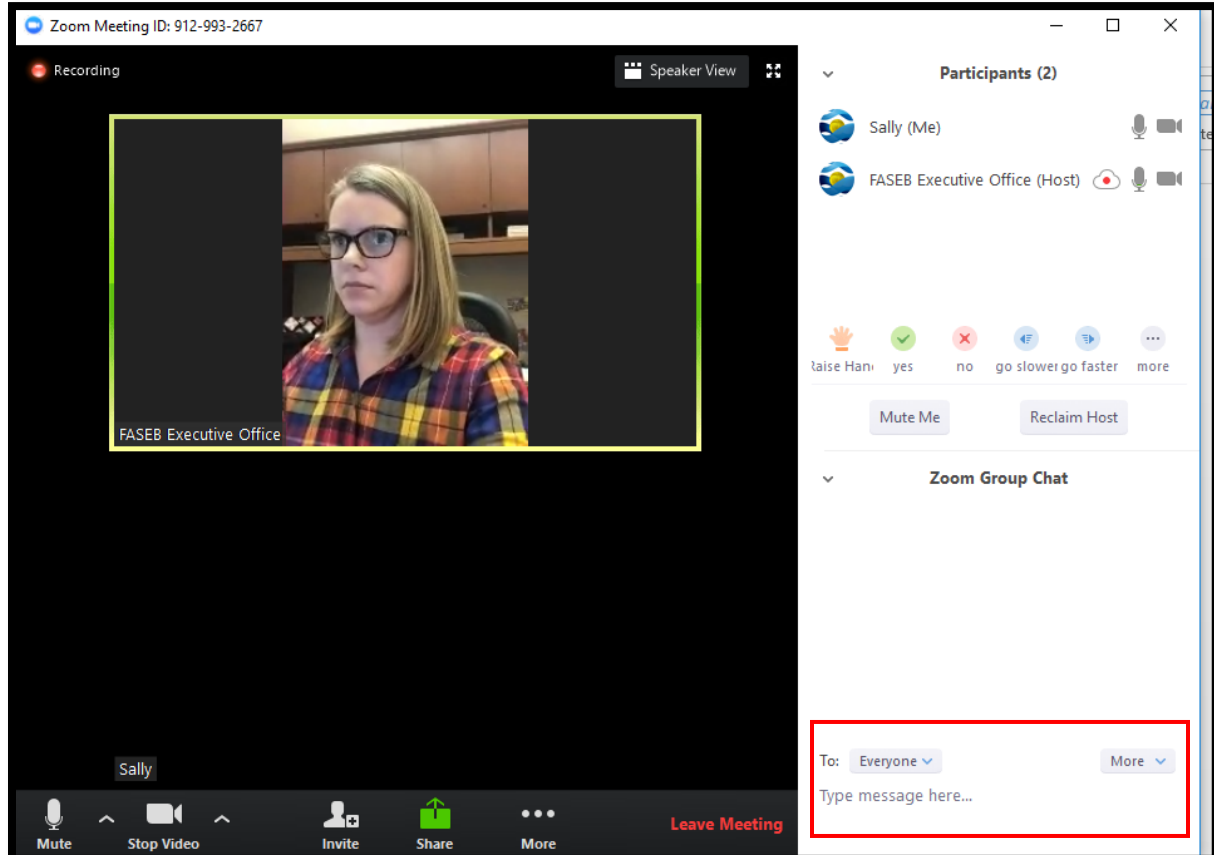 Zoom Meeting ID: 912-993-2667
Recording
Speaker View
FASEB Executive Office
Sally
Mute
Stop Video
Invite
Share
More
Leave Meeting
Participants (2)
Sally (Me)
FASEB Executive Office (Host)
Raise Han
yes
no
go slower
go faster
more
Mute Me
Reclaim Host
Zoom Group Chat
To: Everyone
More
Type message here...